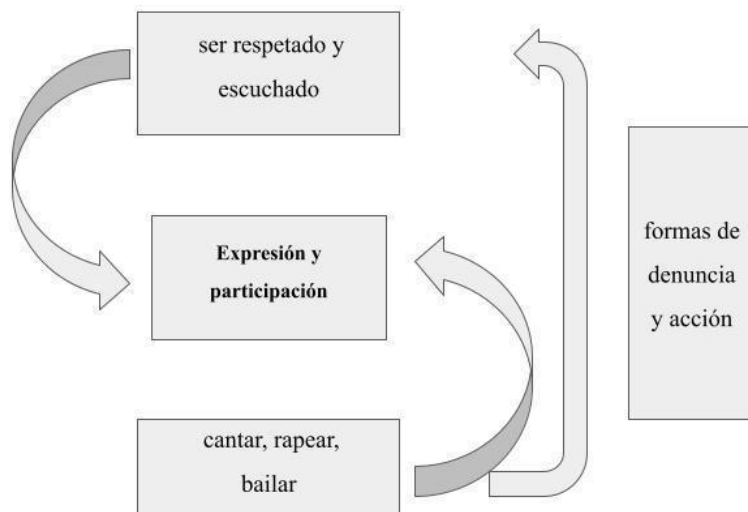 ser respetado y
escuchado
Expresión y
participación
formas de
denuncia
y acción
cantar, rapear,
bailar